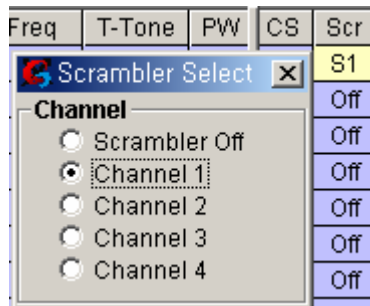 Freq T-Tone PW CS Scr
Scrambler Select S1
Channel Off
Scrambler Off Off
Channel 1 Off
Channel 2 Off
Channel 3 Off
Channel 4 Off